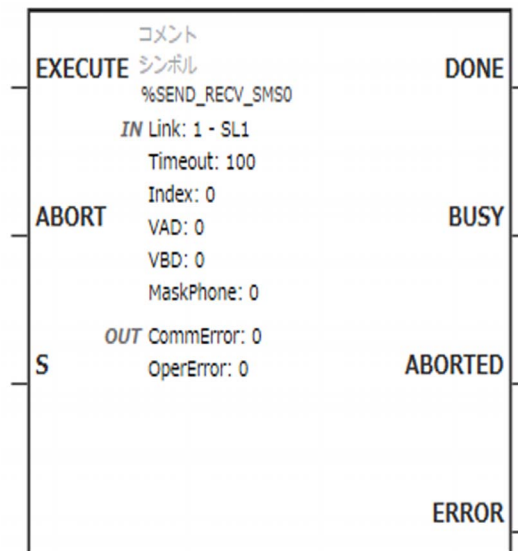 コメント
EXECUTE シンボル DONE
%SEND_RECV_SMS0
IN Link: 1 - SL1
Timeout: 100
Index: 0
ABORT VAD: 0 BUSY
VBD: 0
MaskPhone: 0
OUT CommError: 0
S OperError: 0 ABORTED
ERROR